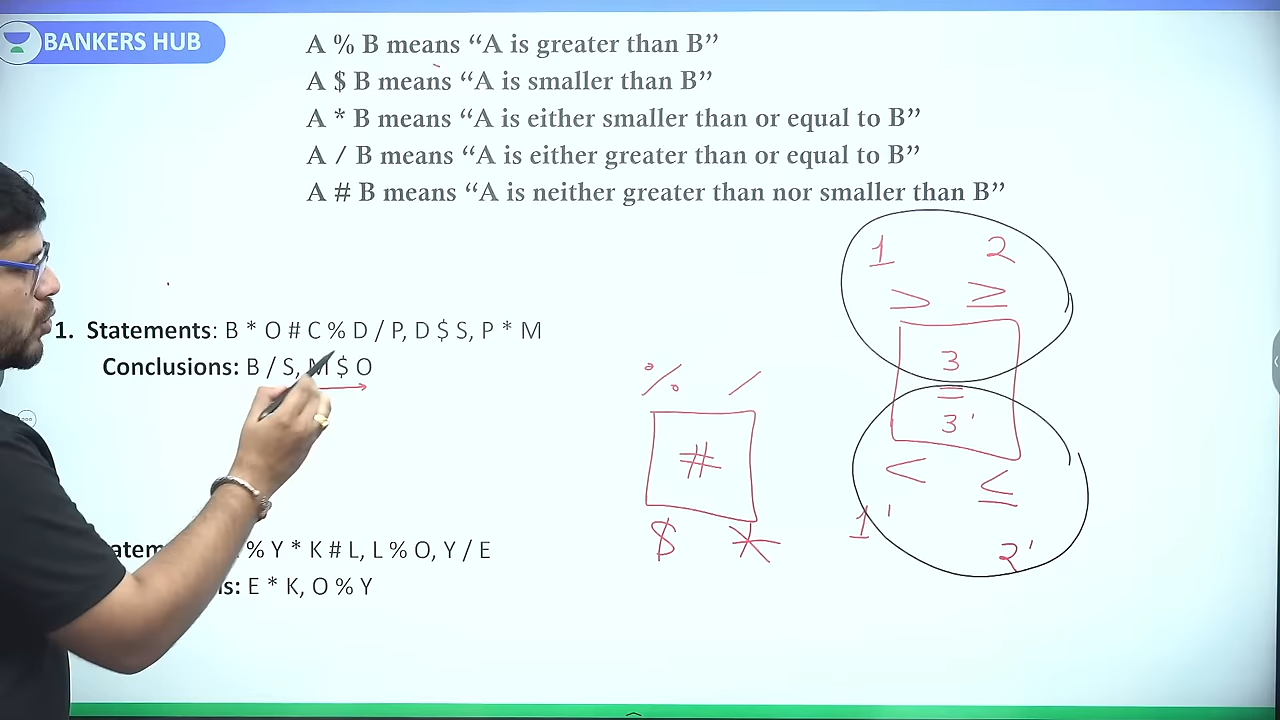 BANKERS HUB
A % B means “A is greater than B”
A $ B means “A is smaller than B”
A * B means “A is either smaller than or equal to B”
A / B means “A is either greater than or equal to B”
A # B means “A is neither greater than nor smaller than B”
1 2
> ≥
3
=
3'
< ≤
1'
2'
% /
#
$ *
1. Statements: B * O # C % D / P, D $ S, P * M
Conclusions: B / S, M $ O
% Y * K # L, L % O, Y / E
E * K, O % Y